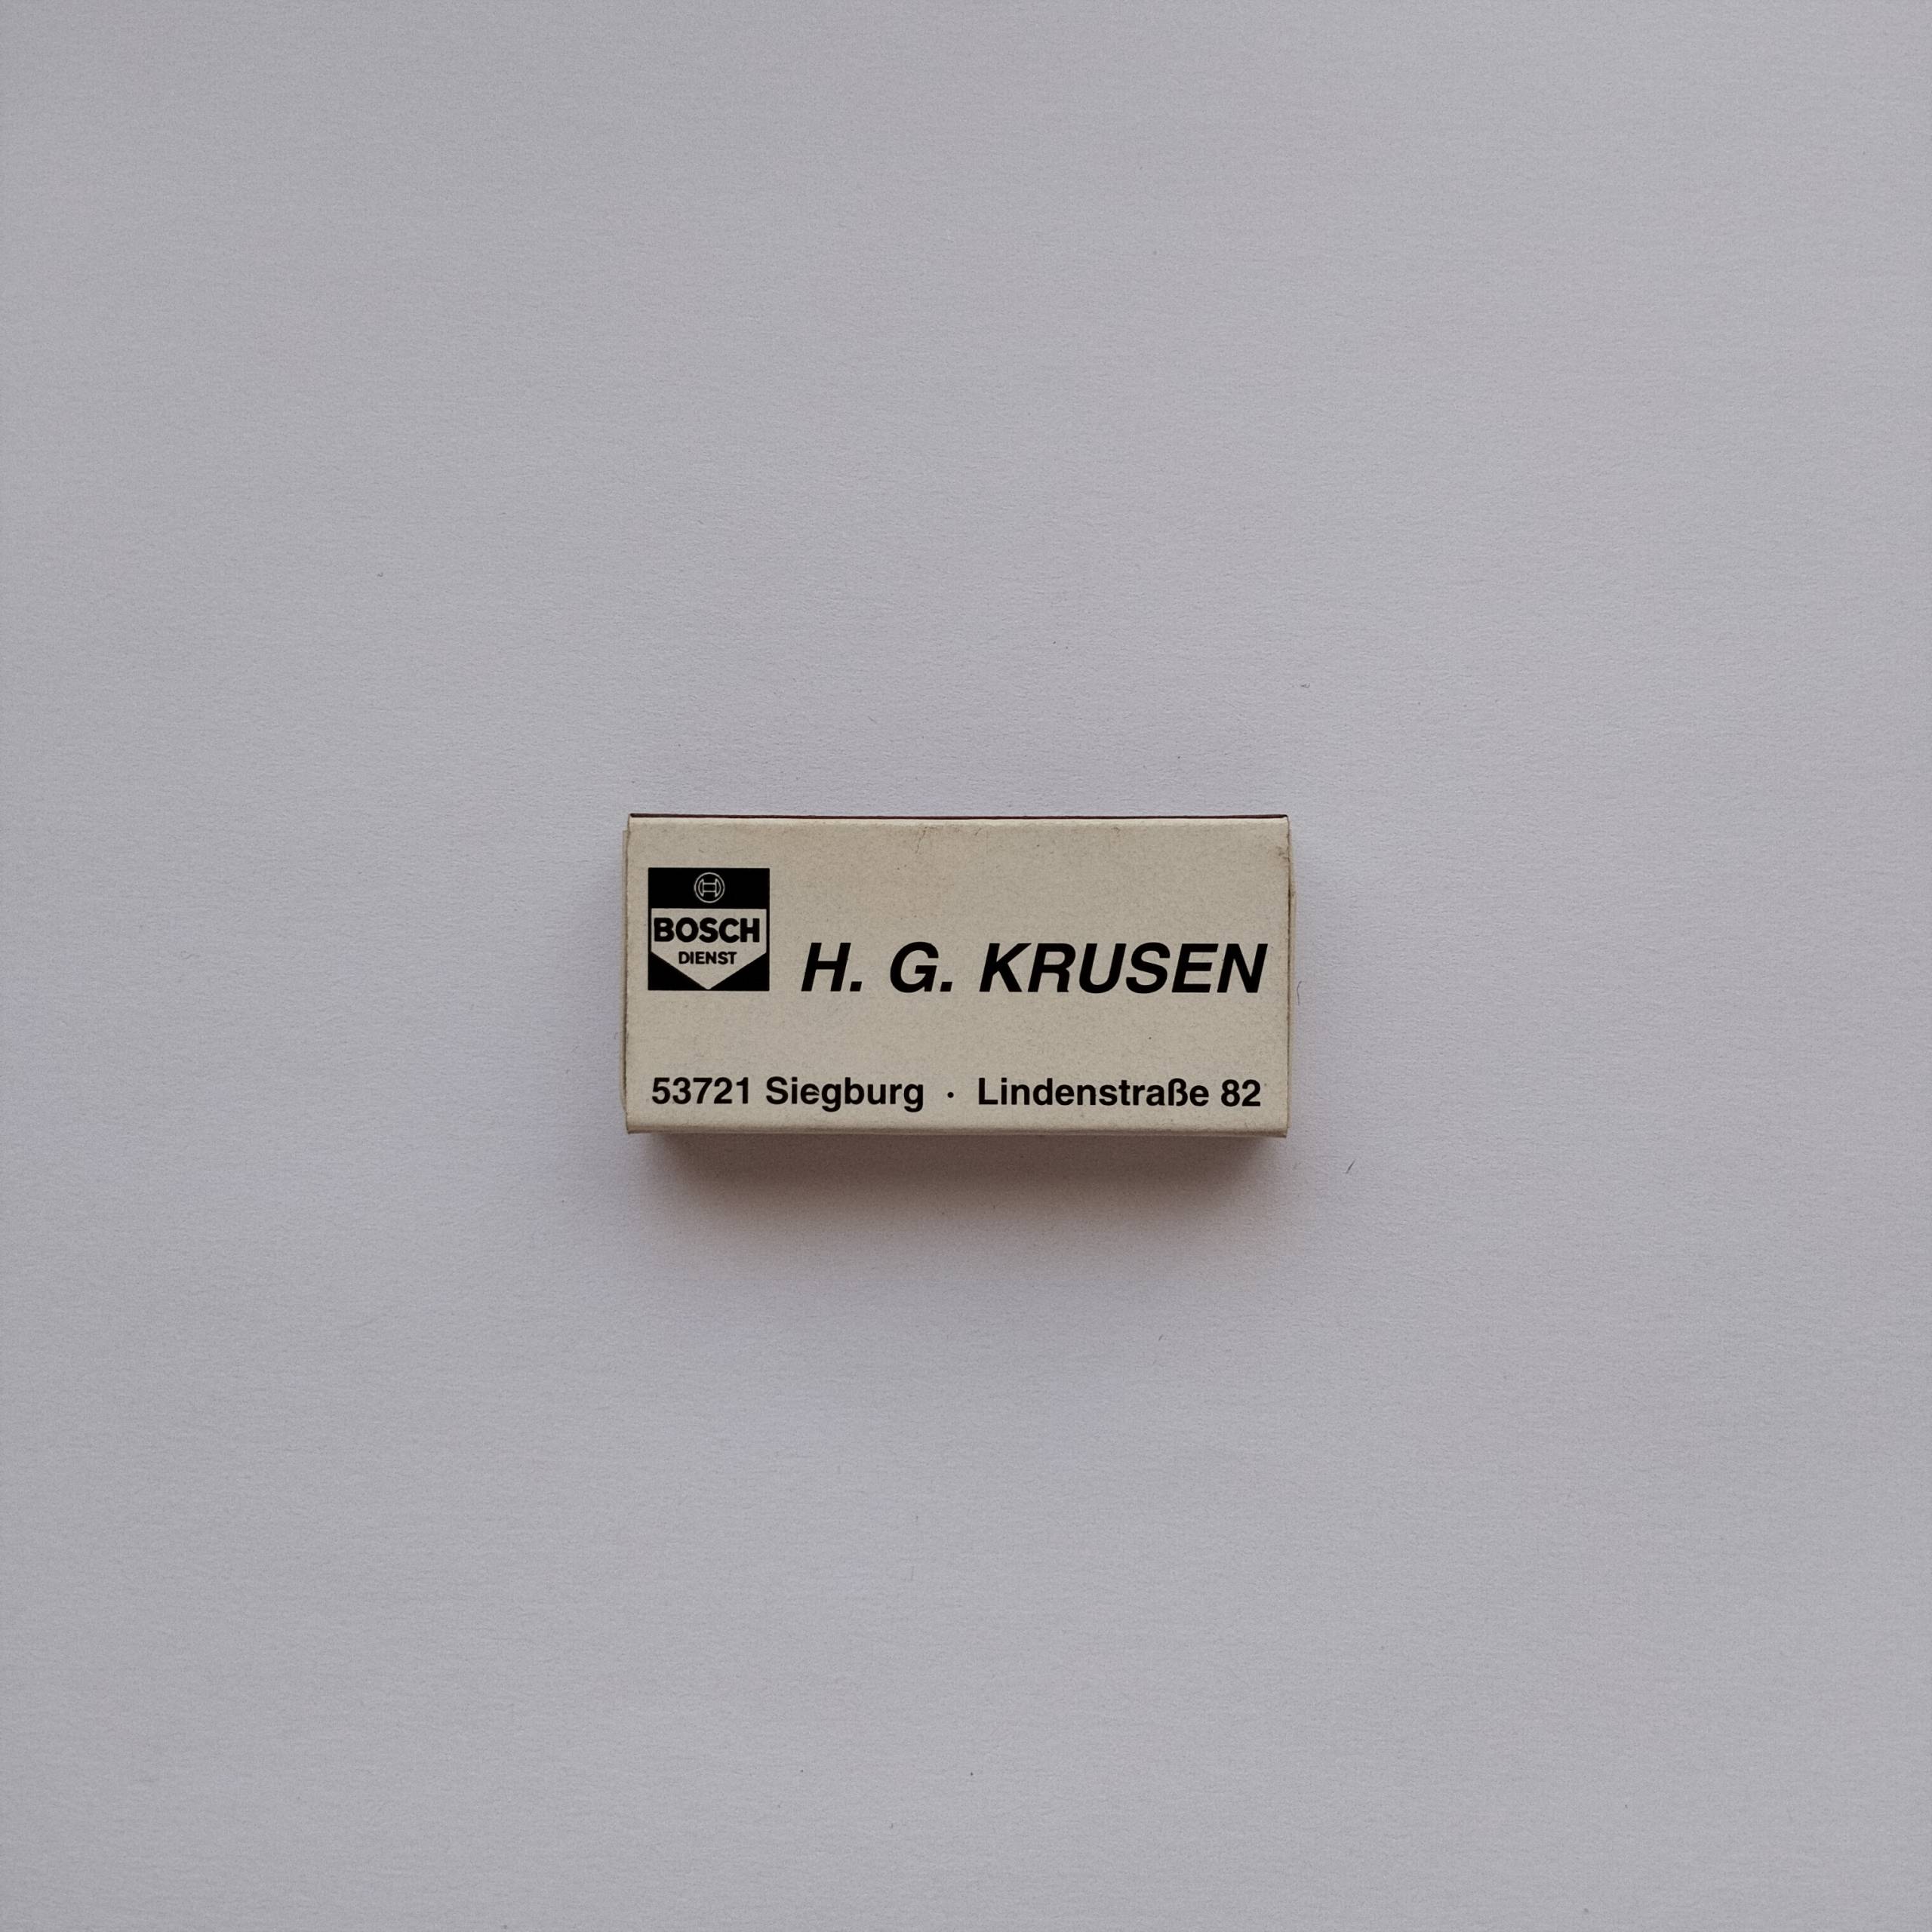 BOSCH
DIENST
H. G. KRUSEN
53721 Siegburg · Lindenstraße 82